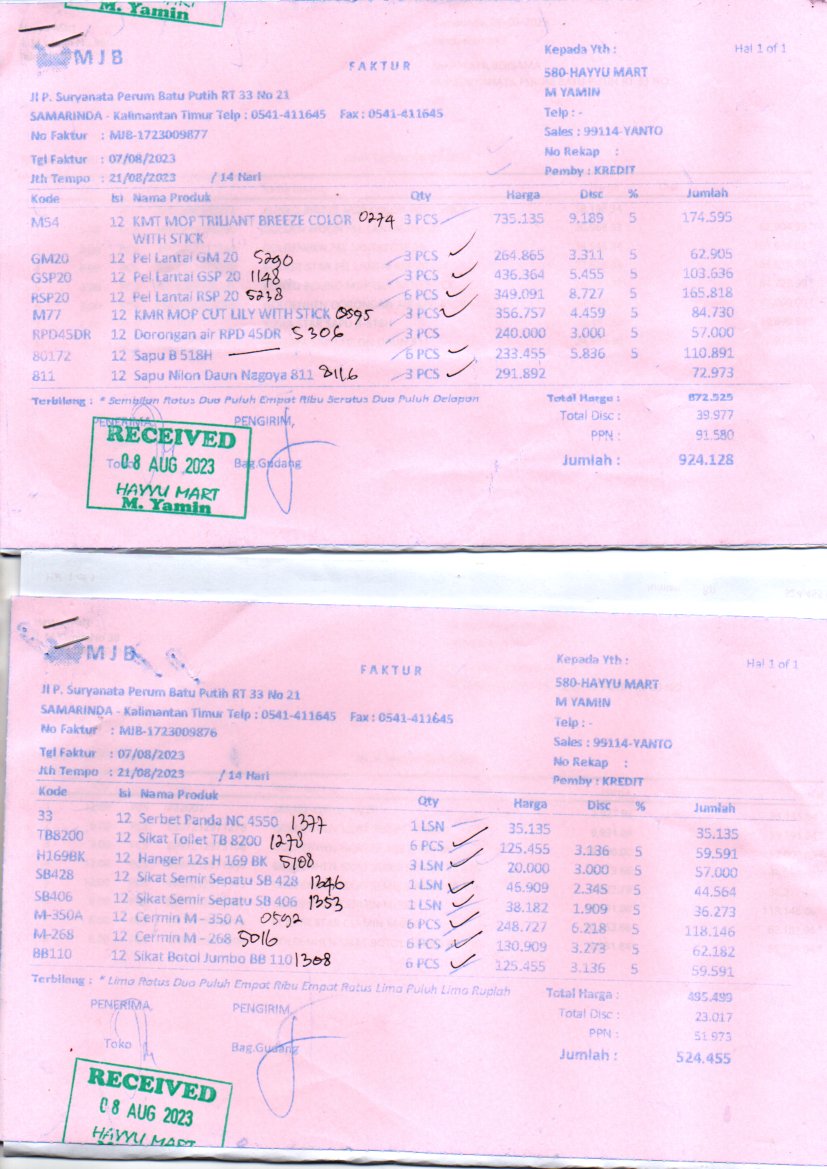 M. Yamin
MJB
FAKTUR
Kepada Yth :
Hal 1 of 1
580-HAYYU MART
M YAMIN
Jl P. Suryanata Perum Batu Putih RT 33 No 21
Telp : -
SAMARINDA - Kalimantan Timur Telp : 0541-411645 Fax : 0541-411645
Sales : 99114-YANTO
No Faktur : MJB-1723009877
No Rekap :
Tgl Faktur : 07/08/2023
Pemby : KREDIT
Jth Tempo : 21/08/2023 / 14 Hari
Kode Isi Nama Produk Qty Harga Disc % Jumlah
M54 12 KMT MOP TRILIANT BREEZE COLOR 0274 3 PCS 735.135 9.189 5 174.595
WITH STICK
GM20 12 Pel Lantai GM 20 5290 3 PCS 264.865 3.311 5 62.905
GSP20 12 Pel Lantai GSP 20 1148 3 PCS 436.364 5.455 5 103.636
RSP20 12 Pel Lantai RSP 20 5238 6 PCS 349.091 8.727 5 165.818
M77 12 KMR MOP CUT LILY WITH STICK 0595 3 PCS 356.757 4.459 5 84.730
RPD45DR 12 Dorongan air RPD 45DR 5306 3 PCS 240.000 3.000 5 57.000
80172 12 Sapu B 518H 6 PCS 233.455 5.836 5 110.891
811 12 Sapu Nilon Daun Nagoya 811 8116 3 PCS 291.892 72.973
Terbilang : * Sembilan Ratus Dua Puluh Empat Ribu Seratus Dua Puluh Delapan
Total Harga : 872.525
PENERIMA, PENGIRIM,
Total Disc : 39.977
RECEIVED
PPN : 91.580
08 AUG 2023
Toko Bag.Gudang
Jumlah : 924.128
HAYYU MART
M. Yamin
MJB
FAKTUR
Kepada Yth :
Hal 1 of 1
580-HAYYU MART
M YAMIN
Jl P. Suryanata Perum Batu Putih RT 33 No 21
Telp : -
SAMARINDA - Kalimantan Timur Telp : 0541-411645 Fax : 0541-411645
Sales : 99114-YANTO
No Faktur : MJB-1723009876
No Rekap :
Tgl Faktur : 07/08/2023
Pemby : KREDIT
Jth Tempo : 21/08/2023 / 14 Hari
Kode Isi Nama Produk Qty Harga Disc % Jumlah
33 12 Serbet Panda NC 4550 1377 1 LSN 35.135 35.135
TB8200 12 Sikat Toilet TB 8200 1278 6 PCS 125.455 3.136 5 59.591
H169BK 12 Hanger 12s H 169 BK 5108 3 LSN 20.000 3.000 5 57.000
SB428 12 Sikat Semir Sepatu SB 428 1346 1 LSN 46.909 2.345 5 44.564
SB406 12 Sikat Semir Sepatu SB 406 1353 1 LSN 38.182 1.909 5 36.273
M-350A 12 Cermin M - 350 A 0592 6 PCS 248.727 6.218 5 118.146
M-268 12 Cermin M - 268 5016 6 PCS 130.909 3.273 5 62.182
BB110 12 Sikat Botol Jumbo BB 110 1308 6 PCS 125.455 3.136 5 59.591
Terbilang : * Lima Ratus Dua Puluh Empat Ribu Empat Ratus Lima Puluh Lima Rupiah
Total Harga : 495.499
PENERIMA, PENGIRIM,
Total Disc : 23.017
PPN : 51.973
Toko Bag.Gudang
Jumlah : 524.455
RECEIVED
08 AUG 2023
HAYYU MART